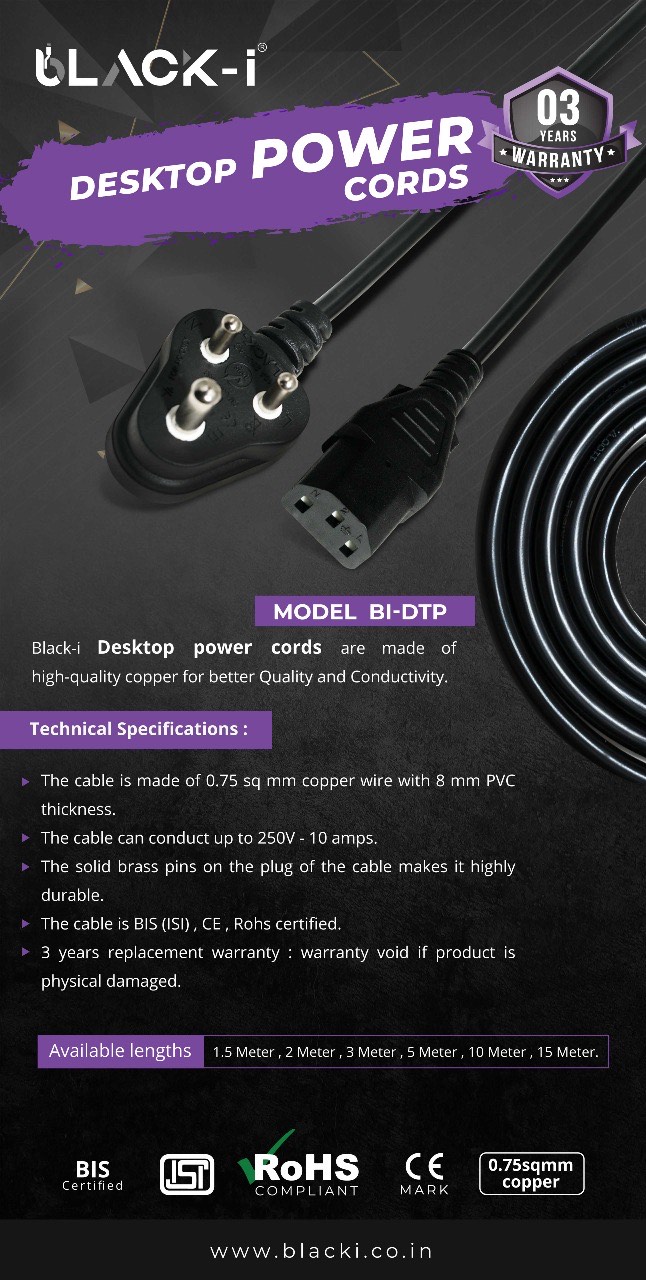 bLACK-i®
03
YEARS
WARRANTY
DESKTOP POWER
CORDS
MODEL BI-DTP
Black-i Desktop power cords are made of
high-quality copper for better Quality and Conductivity.
Technical Specifications :
The cable is made of 0.75 sq mm copper wire with 8 mm PVC
thickness.
The cable can conduct up to 250V - 10 amps.
The solid brass pins on the plug of the cable makes it highly
durable.
The cable is BIS (ISI) , CE , Rohs certified.
3 years replacement warranty : warranty void if product is
physical damaged.
Available lengths 1.5 Meter , 2 Meter , 3 Meter , 5 Meter , 10 Meter , 15 Meter.
BIS
Certified
ISI
RoHS
COMPLIANT
CE
MARK
0.75sqmm
copper
www.blacki.co.in